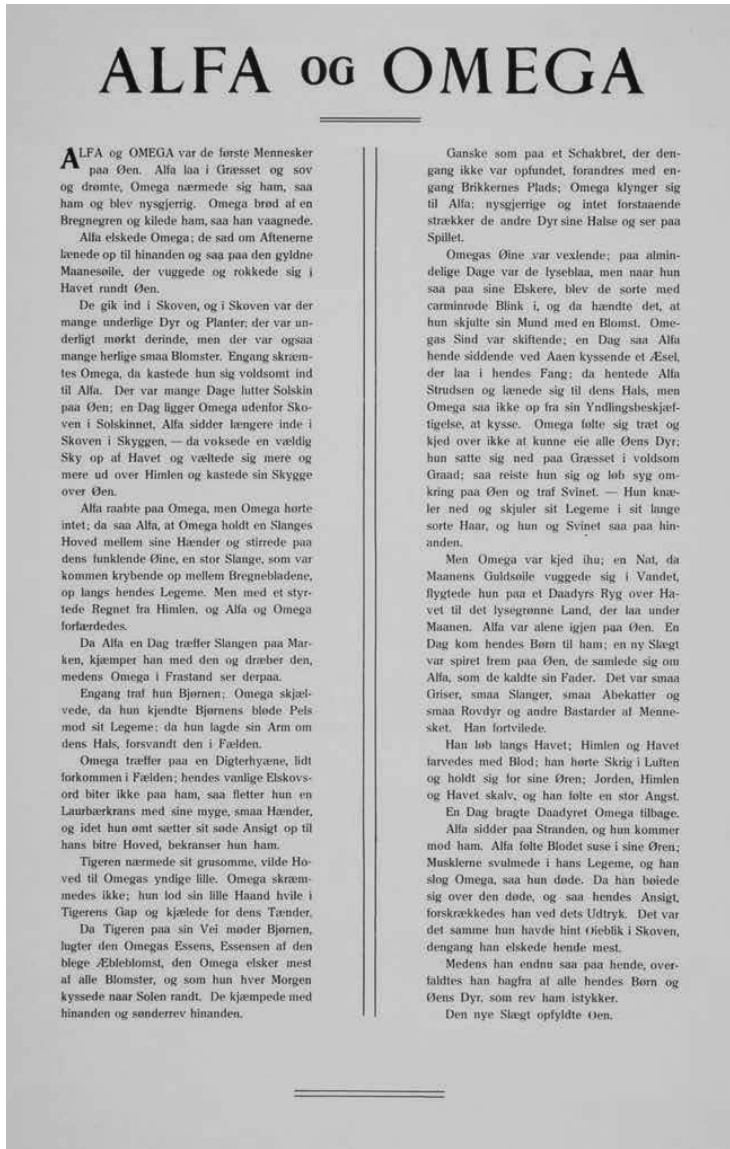 ALFA OG OMEGA
ALFA og OMEGA var de første Mennesker
paa Øen. Alfa laa i Græsset og sov
og drømte, Omega nærmede sig ham, saa
ham og blev nysgjerrig. Omega brød af en
Bregnegren og kilede ham, saa han vaagnede.
Alfa elskede Omega; de sad om Aftenerne
lænede op til hinanden og saa paa den gyldne
Maanesøile, der vuggede og rokkede sig i
Havet rundt Øen.
De gik ind i Skoven, og i Skoven var der
mange underlige Dyr og Planter; der var un-
derligt mørkt derinde, men der var ogsaa
mange herlige smaa Blomster. Engang skræm-
tes Omega, da kastede hun sig voldsomt ind
til Alfa. Der var mange Dage lutter Solskin
paa Øen; en Dag ligger Omega udenfor Sko-
ven i Solskinnet, Alfa sidder længere inde i
Skoven i Skyggen, — da voksede en vældig
Sky op af Havet og væltede sig mere og
mere ud over Himlen og kastede sin Skygge
over Øen.
Alfa raabte paa Omega, men Omega hørte
intet; da saa Alfa, at Omega holdt en Slanges
Hoved mellem sine Hænder og stirrede paa
dens funklende Øine, en stor Slange, som var
kommen krybende op mellem Bregnebladene,
op langs hendes Legeme. Men med et styr-
tede Regnet fra Himlen, og Alfa og Omega
forfærdedes.
Da Alfa en Dag træffer Slangen paa Mar-
ken, kjæmper han med den og dræber den,
medens Omega i Frastand ser derpaa.
Engang traf hun Bjørnen; Omega skjæl-
vede, da hun kjendte Bjørnens bløde Pels
mod sit Legeme; da hun lagde sin Arm om
dens Hals, forsvandt den i Fælden.
Omega træffer paa en Digterhyæne, lidt
forkommen i Fælden; hendes vanlige Elskovs-
ord biter ikke paa ham, saa fletter hun en
Laurbærkrans med sine myge, smaa Hænder,
og idet hun ømt sætter sit søde Ansigt op til
hans bitre Hoved, bekranser hun ham.
Tigeren nærmede sit grusomme, vilde Ho-
ved til Omegas yndige lille. Omega skræm-
medes ikke; hun lod sin lille Haand hvile i
Tigerens Gap og kjælede for dens Tænder.
Da Tigeren paa sin Vei møder Bjørnen,
lugter den Omegas Essens, Essensen af den
blege Æbleblomst, den Omega elsker mest
af alle Blomster, og som hun hver Morgen
kyssede naar Solen randt. De kjæmpede med
hinanden og sønderrev hinanden.
Ganske som paa et Schakbret, der den-
gang ikke var opfundet, forandres med en-
gang Brikkernes Plads; Omega klynger sig
til Alfa; nysgjerrige og intet forstaaende
strækker de andre Dyr sine Halse og ser paa
Spillet.
Omegas Øine var vexlende; paa almin-
delige Dage var de lyseblaa, men naar hun
saa paa sine Elskere, blev de sorte med
carminrøde Blink i, og da hændte det, at
hun skjulte sin Mund med en Blomst. Ome-
gas Sind var skiftende; en Dag saa Alfa
hende siddende ved Aaen kyssende et Æsel,
der laa i hendes Fang; da hentede Alfa
Strudsen og lænede sig til dens Hals, men
Omega saa ikke op fra sin Yndlingsbeskjæf-
tigelse, at kysse. Omega følte sig træt og
kjed over ikke at kunne eie alle Øens Dyr;
hun satte sig ned paa Græsset i voldsom
Graad; saa reiste hun sig og løb syg om-
kring paa Øen og traf Svinet. — Hun knæ-
ler ned og skjuler sit Legeme i sit lange
sorte Haar, og hun og Svinet saa paa hin-
anden.
Men Omega var kjed ihu; en Nat, da
Maanens Guldsøile vuggede sig i Vandet,
flygtede hun paa et Daadyrs Ryg over Ha-
vet til det lysegrønne Land, der laa under
Maanen. Alfa var alene igjen paa Øen. En
Dag kom hendes Børn til ham; en ny Slægt
var spiret frem paa Øen, de samlede sig om
Alfa, som de kaldte sin Fader. Det var smaa
Griser, smaa Slanger, smaa Abekatter og
smaa Rovdyr og andre Bastarder af Menne-
sket. Han fortvilede.
Han løb langs Havet; Himlen og Havet
farvedes med Blod; han hørte Skrig i Luften
og holdt sig for sine Ører; Jorden, Himlen
og Havet skalv, og han følte en stor Angst.
En Dag bragte Daadyret Omega tilbage.
Alfa sidder paa Stranden, og hun kommer
mod ham. Alfa følte Blodet suse i sine Ører;
Musklerne svulmede i hans Legeme, og han
slog Omega, saa hun døde. Da han bøiede
sig over den døde, og saa hendes Ansigt,
forskrækkedes han ved dets Udtryk. Det var
det samme hun havde hint Øieblik i Skoven,
dengang han elskede hende mest.
Medens han endnu saa paa hende, over-
faldtes han bagfra af alle hendes Børn og
Øens Dyr, som rev ham istykker.
Den nye Slægt opfyldte Øen.